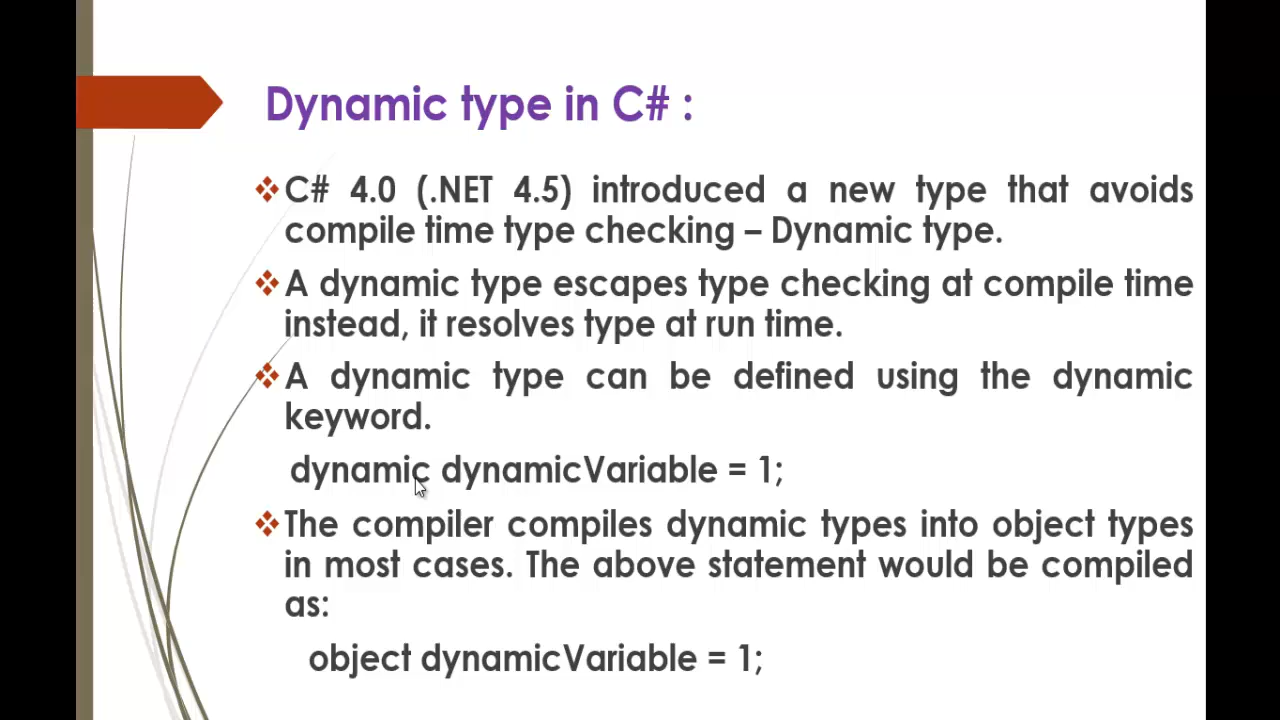 Dynamic type in C# :
❖C# 4.0 (.NET 4.5) introduced a new type that avoids
compile time type checking – Dynamic type.
❖A dynamic type escapes type checking at compile time
instead, it resolves type at run time.
❖A dynamic type can be defined using the dynamic
keyword.
dynamic dynamicVariable = 1;
❖The compiler compiles dynamic types into object types
in most cases. The above statement would be compiled
as:
object dynamicVariable = 1;